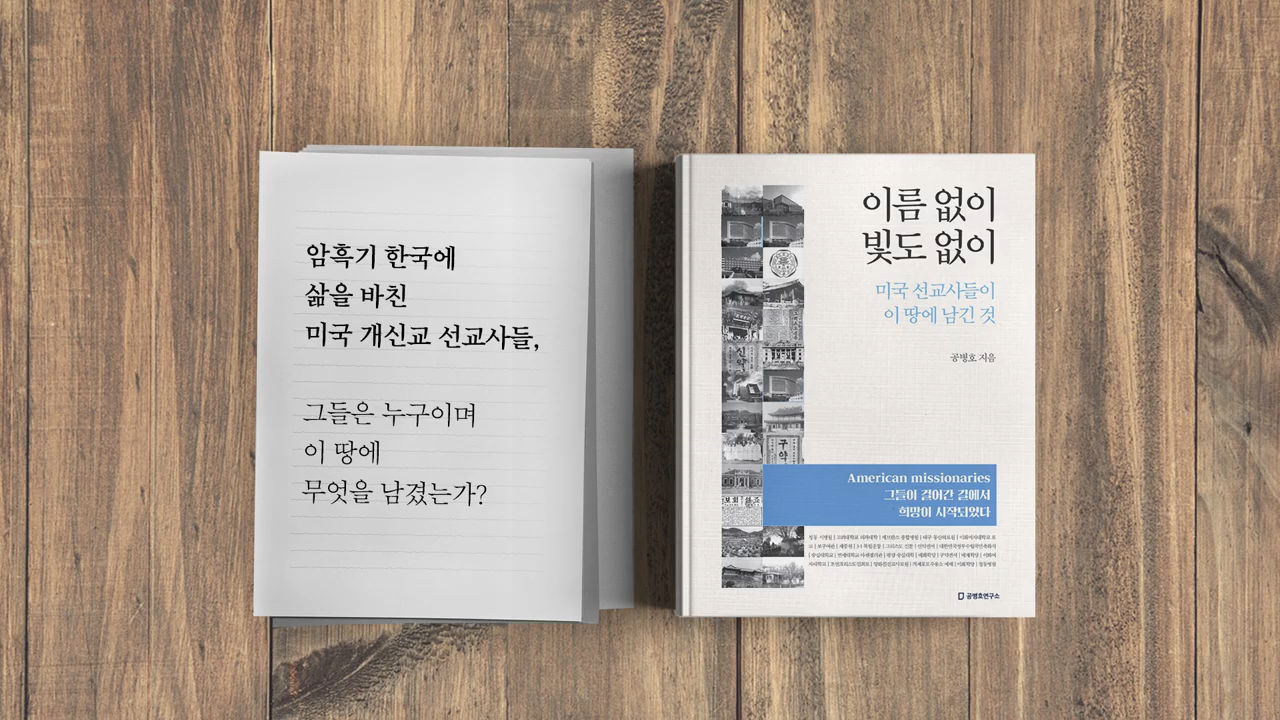 암흑기 한국에
삶을 바친
미국 개신교 선교사들,
그들은 누구이며
이 땅에
무엇을 남겼는가?
이름 없이
빛도 없이
미국 선교사들이
이 땅에 남긴 것
공병호 지음
신약
구약
American missionaries
그들이 걸어간 길에서
희망이 시작되었다
공병호연구소